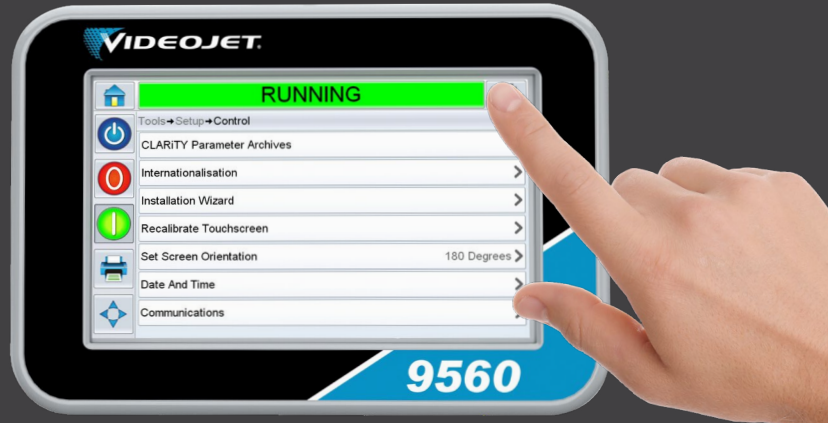 VIDEOJET.
RUNNING
Tools→Setup→Control
CLARiTY Parameter Archives
Internationalisation
Installation Wizard
Recalibrate Touchscreen
Set Screen Orientation 180 Degrees
Date And Time
Communications
9560